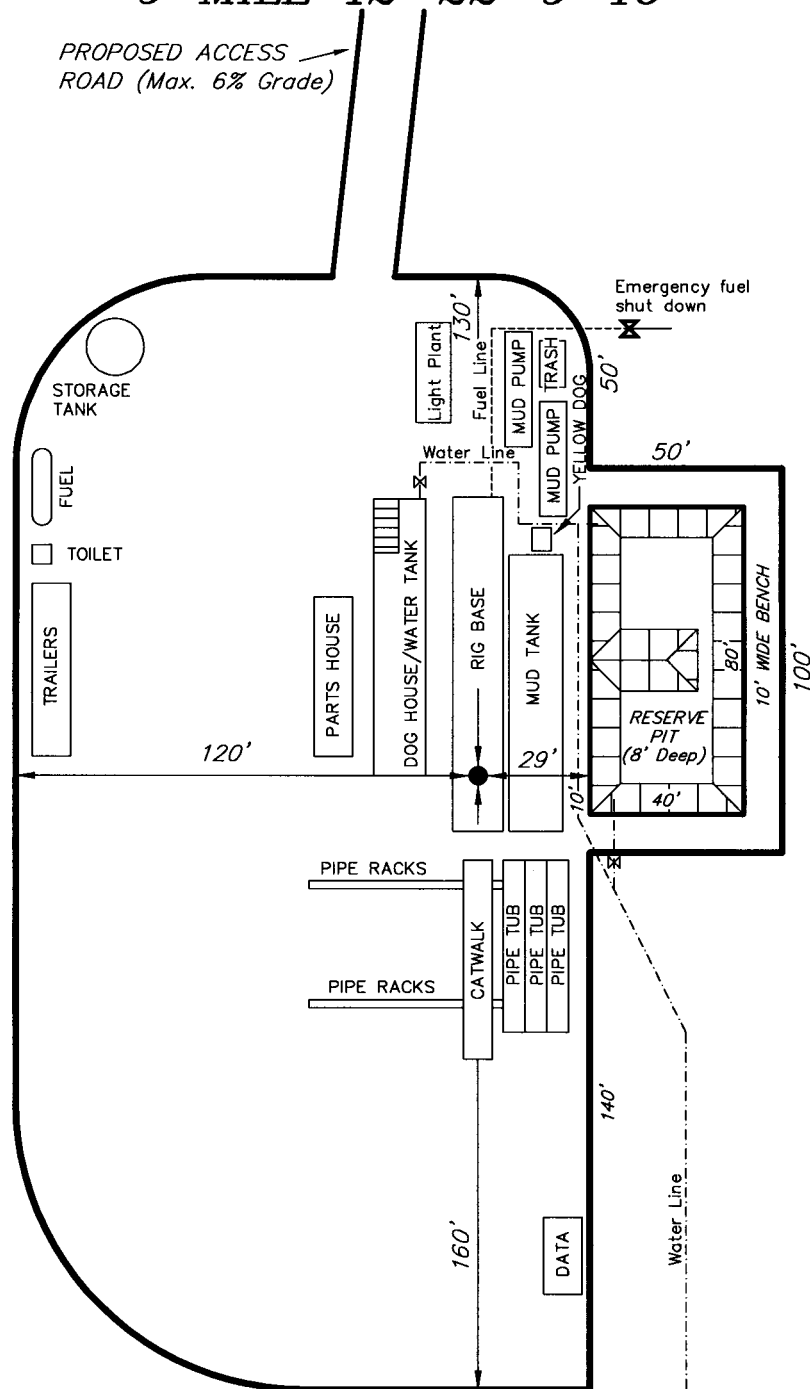 PROPOSED ACCESS
ROAD (Max. 6% Grade)
Emergency fuel
shut down
130'
50'
Light Plant
Fuel Line
MUD PUMP
TRASH
MUD PUMP
YELLOW DOG
STORAGE
TANK
Water Line
50'
FUEL
TOILET
TRAILERS
PARTS HOUSE
DOG HOUSE/WATER TANK
RIG BASE
MUD TANK
80'
10' WIDE BENCH
100'
RESERVE
PIT
(8' Deep)
120'
29'
10'
40'
PIPE RACKS
CATWALK
PIPE TUB
PIPE TUB
PIPE TUB
PIPE RACKS
140'
160'
DATA
Water Line